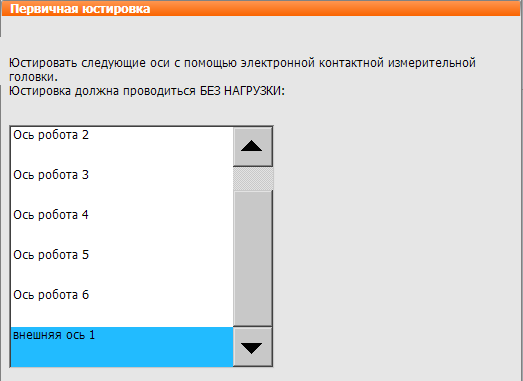 Первичная юстировка
Юстировать следующие оси с помощью электронной контактной измерительной
головки.
Юстировка должна проводиться БЕЗ НАГРУЗКИ:
Ось робота 2
Ось робота 3
Ось робота 4
Ось робота 5
Ось робота 6
внешняя ось 1